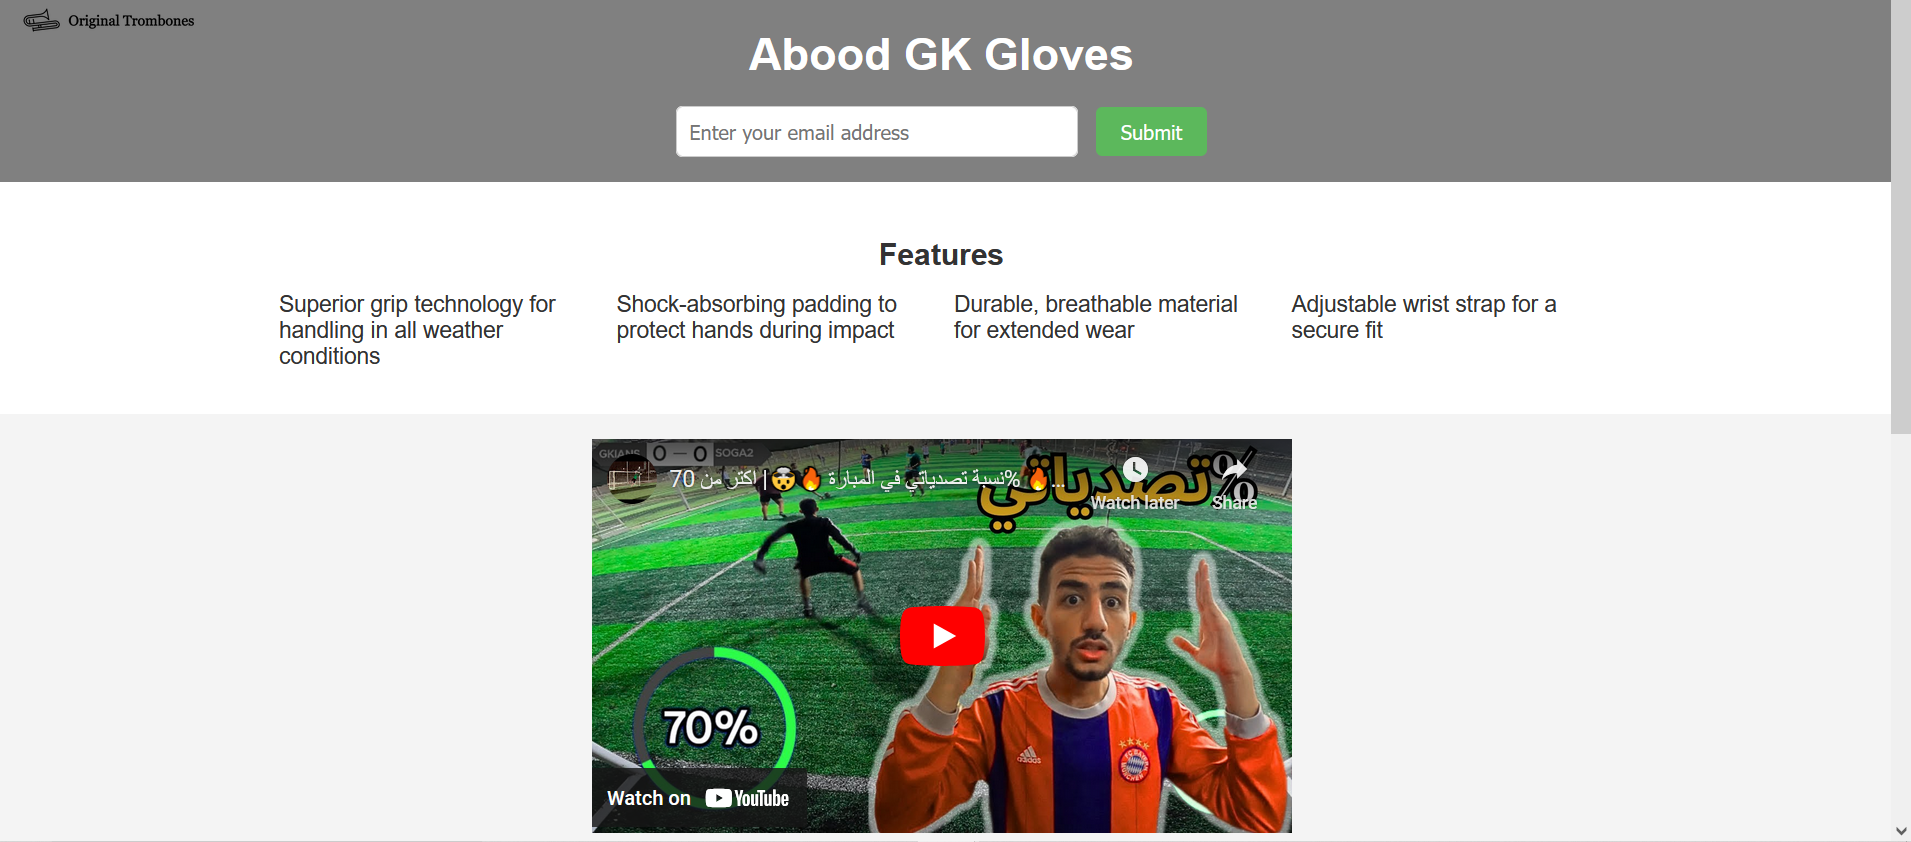 Original Trombones
Abood GK Gloves
Enter your email address
Submit
Features
Superior grip technology for
handling in all weather
conditions
Shock-absorbing padding to
protect hands during impact
Durable, breathable material
for extended wear
Adjustable wrist strap for a
secure fit
GKIANS 0 – 0 SOGA2
نسبة تصدياتي في المبارة 🔥🤯 | اكتر من 70% 🔥...
%تصدياتي
Watch later
Share
70%
adidas
Watch on YouTube